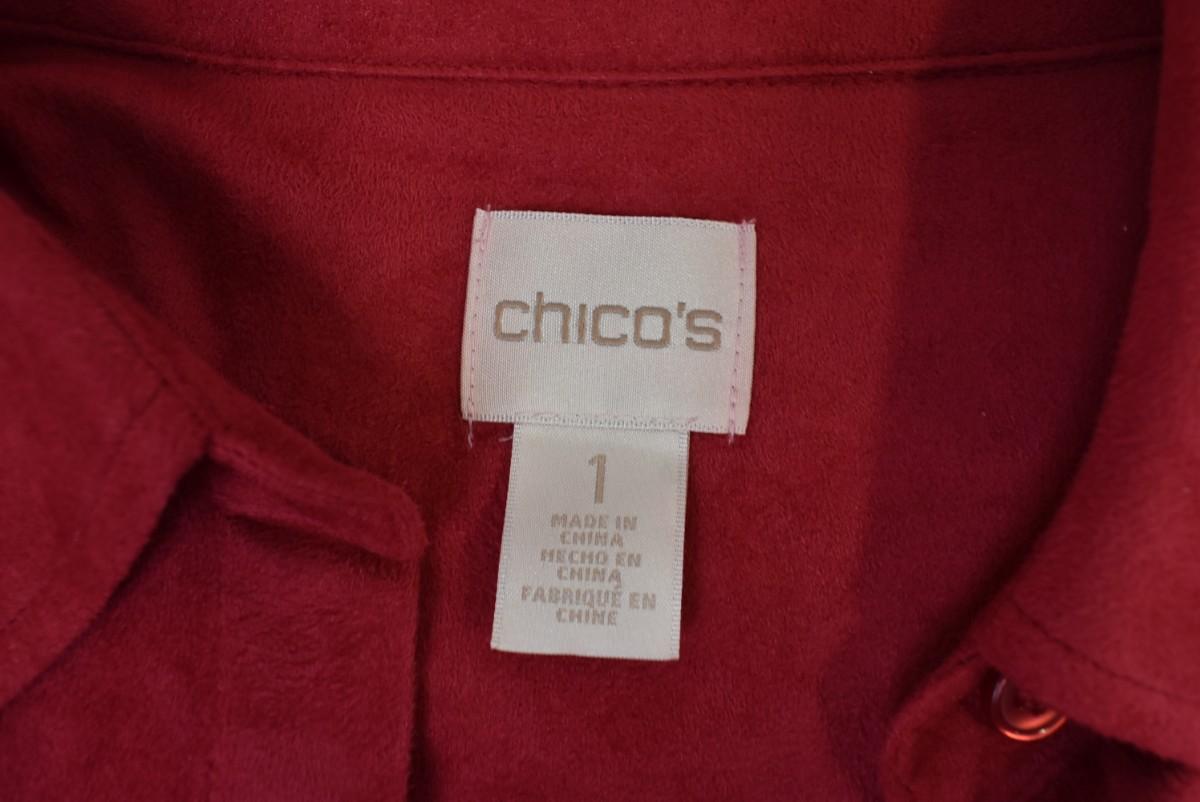 chico's
1
MADE IN
CHINA
HECHO EN
CHINA
FABRIQUÉ EN
CHINE